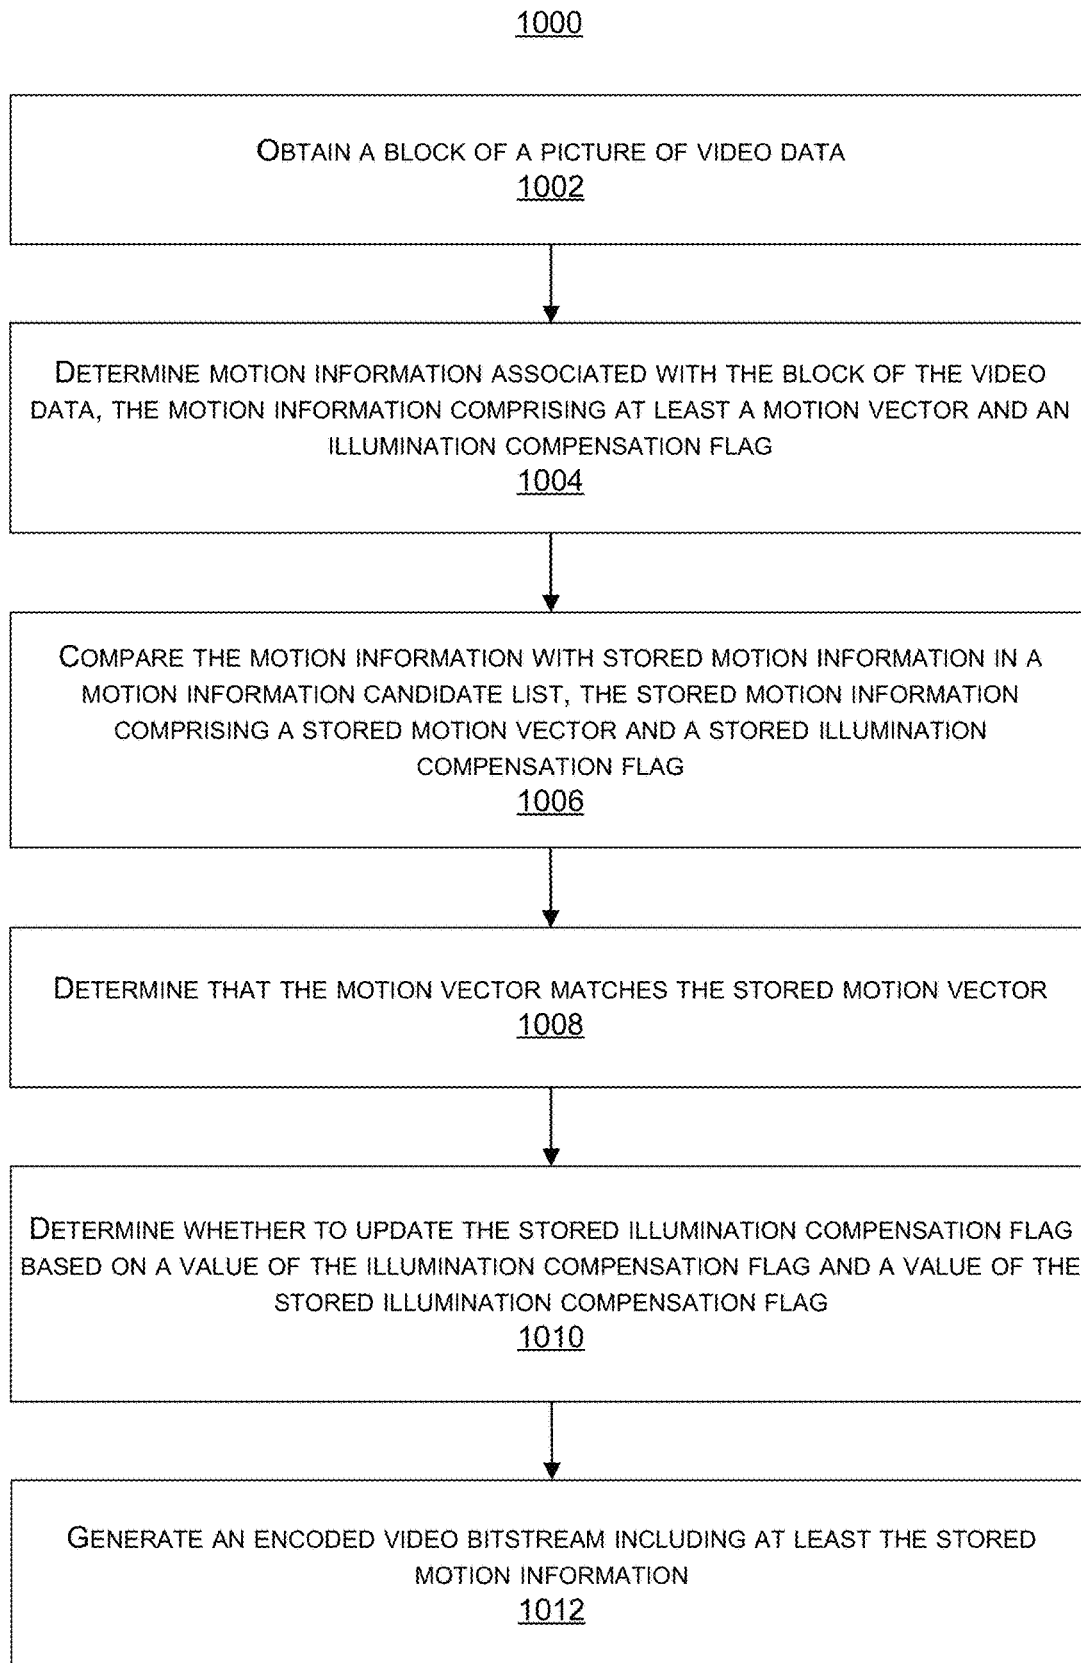 1000
OBTAIN A BLOCK OF A PICTURE OF VIDEO DATA
1002
DETERMINE MOTION INFORMATION ASSOCIATED WITH THE BLOCK OF THE VIDEO
DATA, THE MOTION INFORMATION COMPRISING AT LEAST A MOTION VECTOR AND AN
ILLUMINATION COMPENSATION FLAG
1004
COMPARE THE MOTION INFORMATION WITH STORED MOTION INFORMATION IN A
MOTION INFORMATION CANDIDATE LIST, THE STORED MOTION INFORMATION
COMPRISING A STORED MOTION VECTOR AND A STORED ILLUMINATION
COMPENSATION FLAG
1006
DETERMINE THAT THE MOTION VECTOR MATCHES THE STORED MOTION VECTOR
1008
DETERMINE WHETHER TO UPDATE THE STORED ILLUMINATION COMPENSATION FLAG
BASED ON A VALUE OF THE ILLUMINATION COMPENSATION FLAG AND A VALUE OF THE
STORED ILLUMINATION COMPENSATION FLAG
1010
GENERATE AN ENCODED VIDEO BITSTREAM INCLUDING AT LEAST THE STORED
MOTION INFORMATION
1012